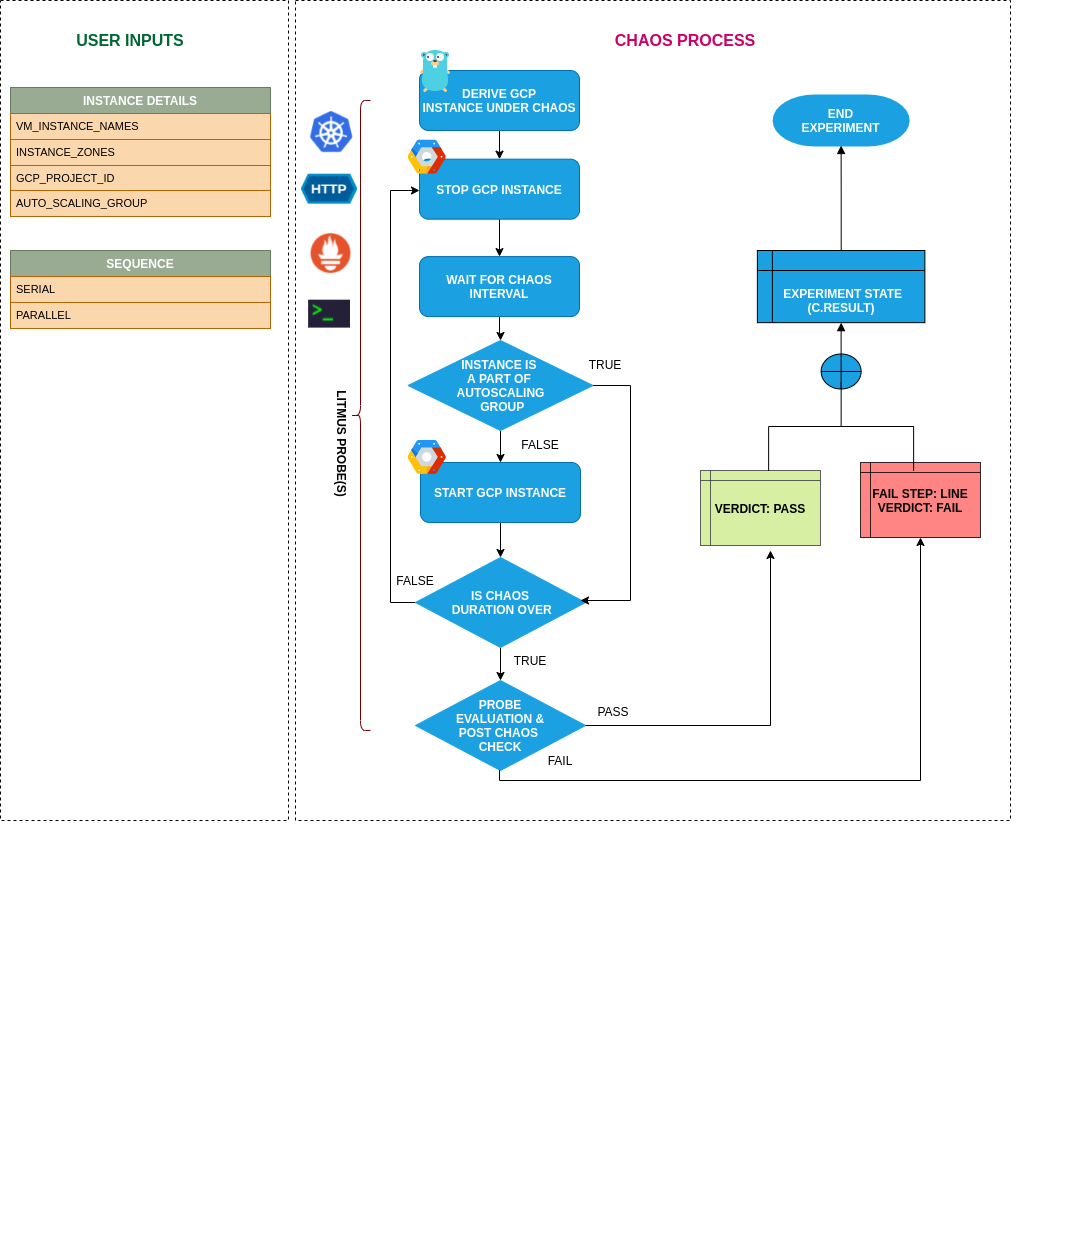 USER INPUTS
INSTANCE DETAILS
VM_INSTANCE_NAMES
INSTANCE_ZONES
GCP_PROJECT_ID
AUTO_SCALING_GROUP
SEQUENCE
SERIAL
PARALLEL
CHAOS PROCESS
HTTP
>_
LITMUS PROBE(S)
DERIVE GCP
INSTANCE UNDER CHAOS
STOP GCP INSTANCE
WAIT FOR CHAOS
INTERVAL
INSTANCE IS
A PART OF
AUTOSCALING
GROUP
TRUE
FALSE
START GCP INSTANCE
FALSE
IS CHAOS
DURATION OVER
TRUE
PROBE
EVALUATION &
POST CHAOS
CHECK
PASS
FAIL
END
EXPERIMENT
EXPERIMENT STATE
(C.RESULT)
VERDICT: PASS
FAIL STEP: LINE
VERDICT: FAIL